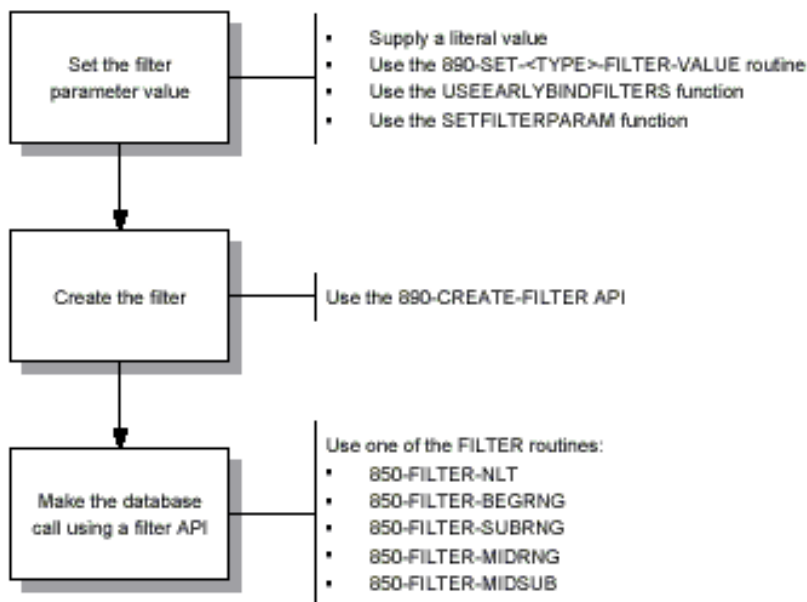 Set the filter
parameter value
▪ Supply a literal value
▪ Use the 890-SET-<TYPE>-FILTER-VALUE routine
▪ Use the USEEARLYBINDFILTERS function
▪ Use the SETFILTERPARAM function
Create the filter
Use the 890-CREATE-FILTER API
Make the database
call using a filter API
Use one of the FILTER routines:
▪ 850-FILTER-NLT
▪ 850-FILTER-BEGRNG
▪ 850-FILTER-SUBRNG
▪ 850-FILTER-MIDRNG
▪ 850-FILTER-MIDSUB